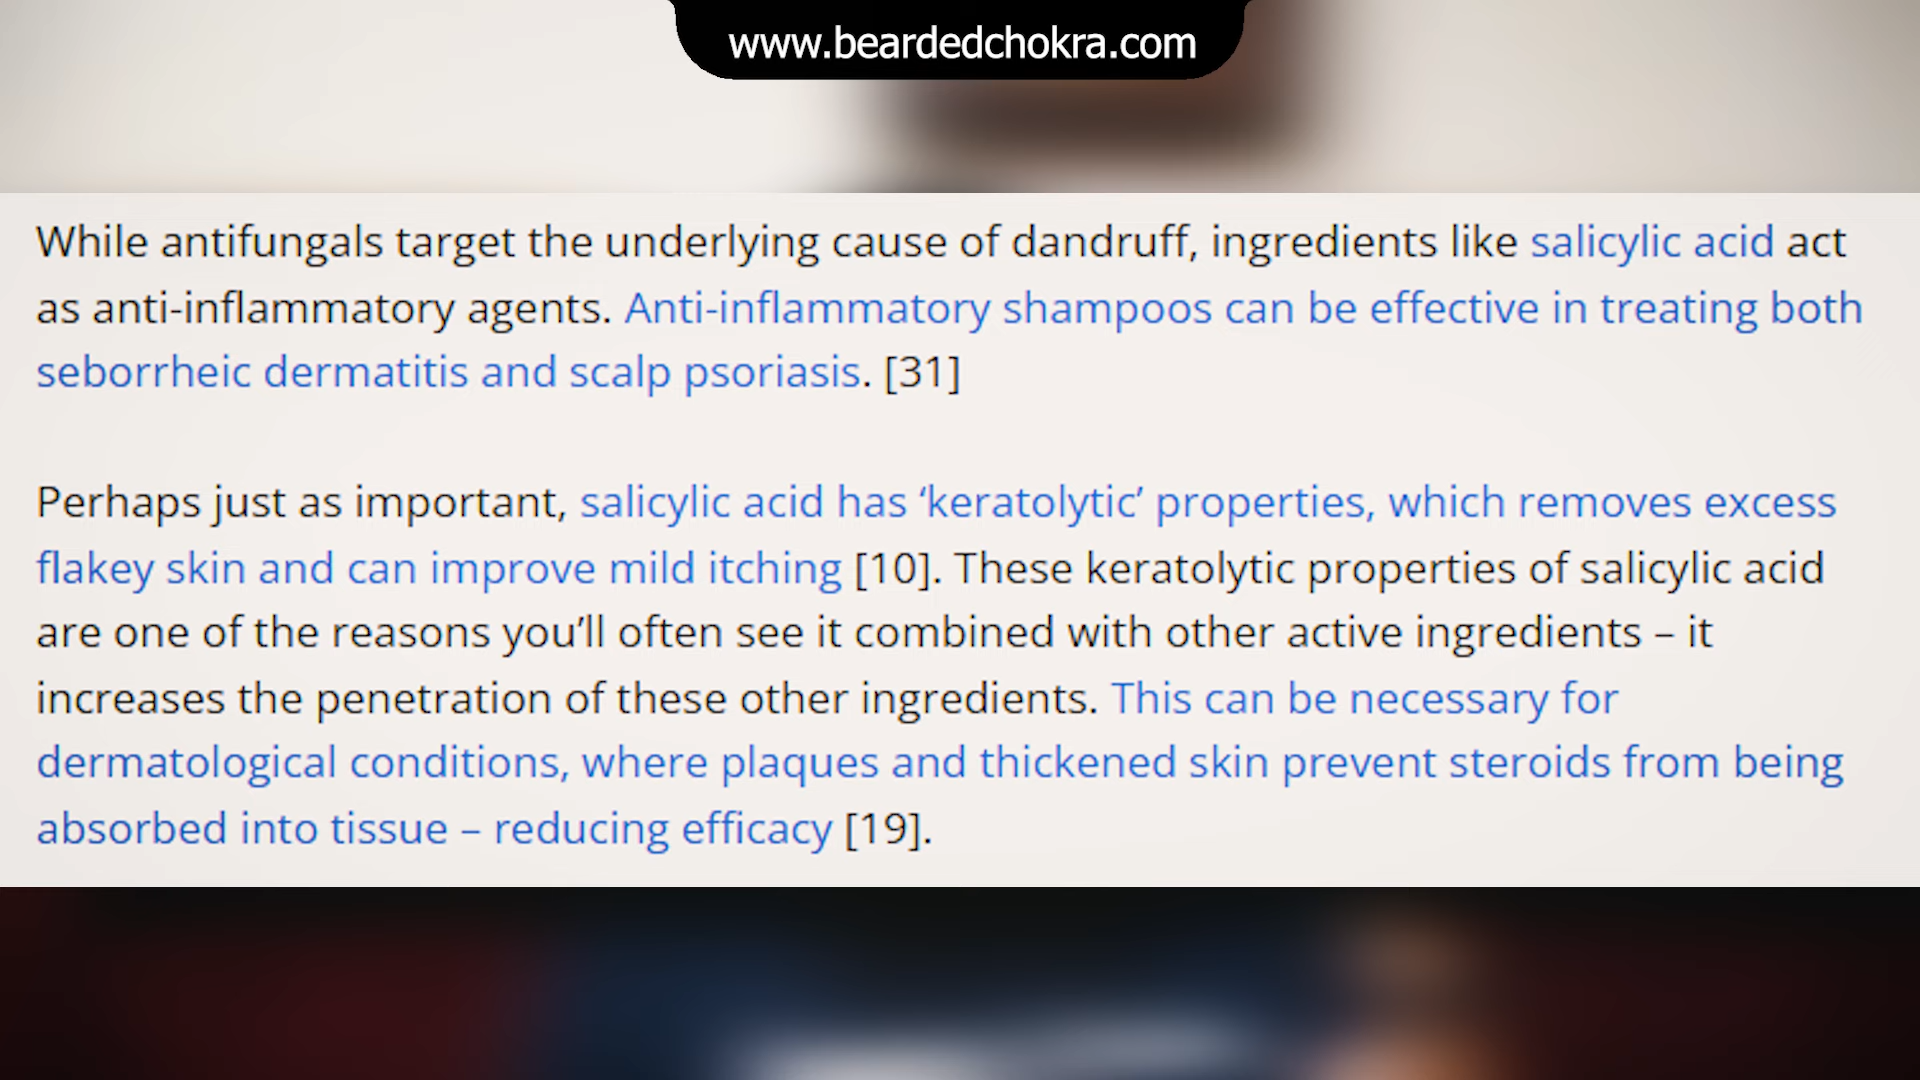 www.beardedchokra.com
While antifungals target the underlying cause of dandruff, ingredients like salicylic acid act
as anti-inflammatory agents. Anti-inflammatory shampoos can be effective in treating both
seborrheic dermatitis and scalp psoriasis. [31]
Perhaps just as important, salicylic acid has ‘keratolytic’ properties, which removes excess
flakey skin and can improve mild itching [10]. These keratolytic properties of salicylic acid
are one of the reasons you’ll often see it combined with other active ingredients – it
increases the penetration of these other ingredients. This can be necessary for
dermatological conditions, where plaques and thickened skin prevent steroids from being
absorbed into tissue – reducing efficacy [19].